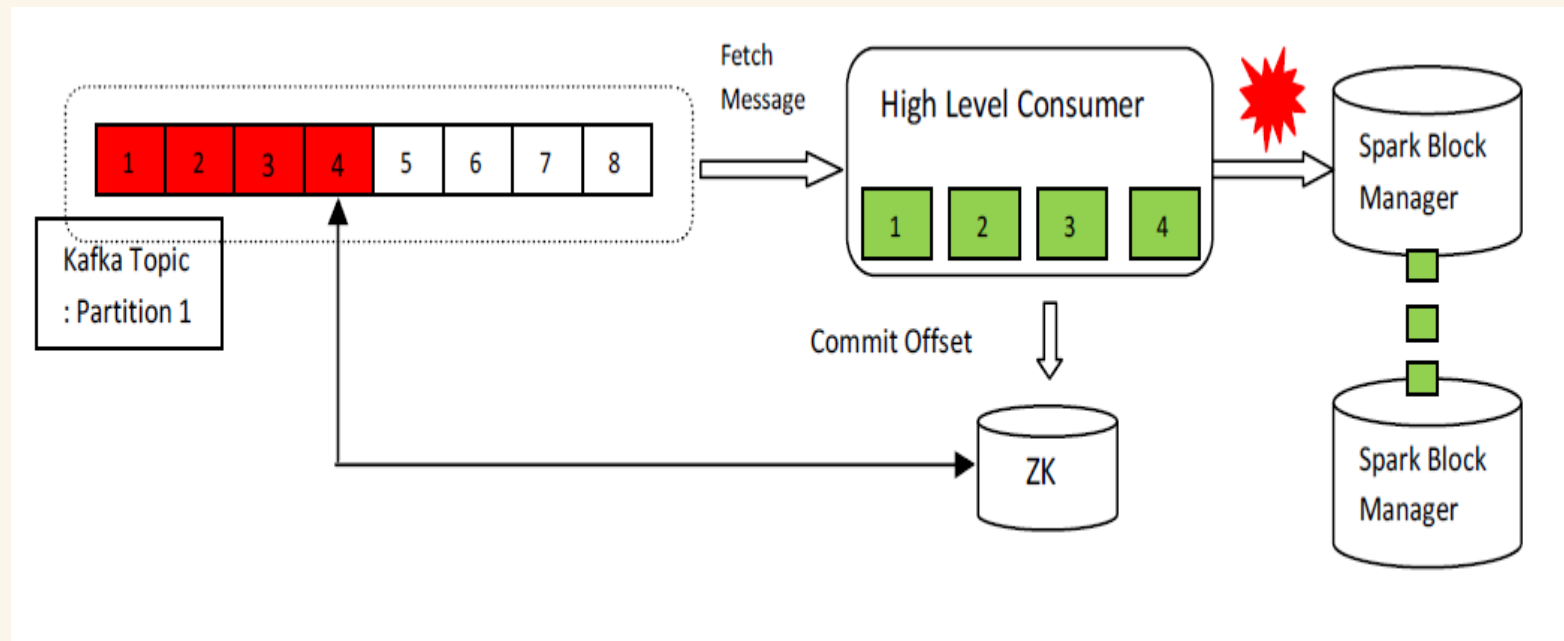 Fetch
Message
High Level Consumer
1 2 3 4 5 6 7 8
1 2 3 4
Spark Block
Manager
Kafka Topic
: Partition 1
Commit Offset
ZK
Spark Block
Manager